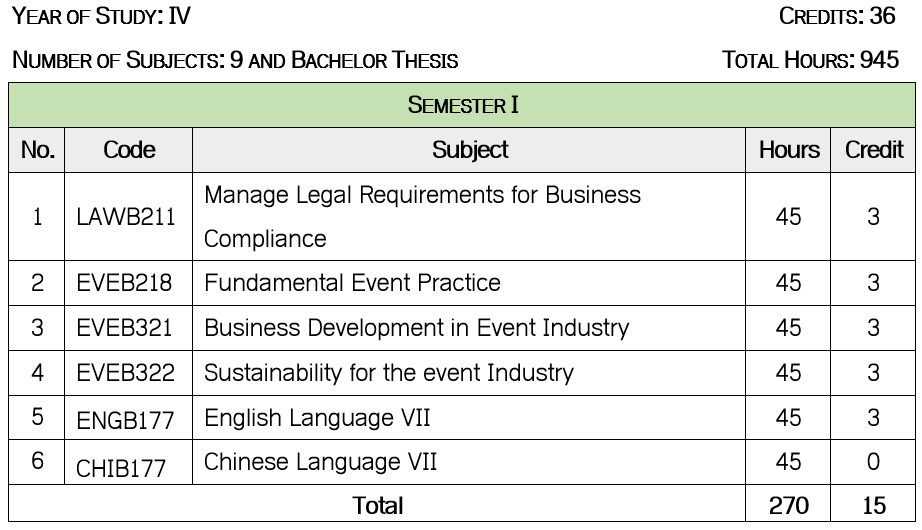 YEAR OF STUDY: IV CREDITS: 36
NUMBER OF SUBJECTS: 9 AND BACHELOR THESIS TOTAL HOURS: 945
SEMESTER I
No. Code Subject Hours Credit
1 LAWB211 Manage Legal Requirements for Business Compliance 45 3
2 EVEB218 Fundamental Event Practice 45 3
3 EVEB321 Business Development in Event Industry 45 3
4 EVEB322 Sustainability for the event Industry 45 3
5 ENGB177 English Language VII 45 3
6 CHIB177 Chinese Language VII 45 0
Total 270 15